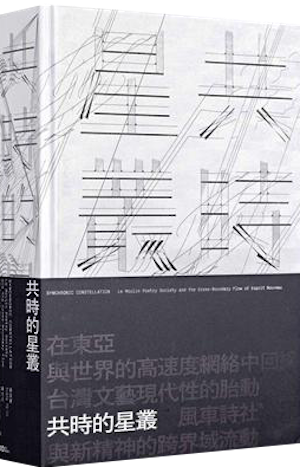 星共
叢時
SYNCHRONIC CONSTELLATION    Le Moulin Poetry Society and the Cross-Boundary Flow of Esprit Nouveau
在東亞
與世界的高速度網絡中回
台灣文藝現代性的胎動
共時的星叢
風車詩社
與新精神的跨界域流動
共時的星叢